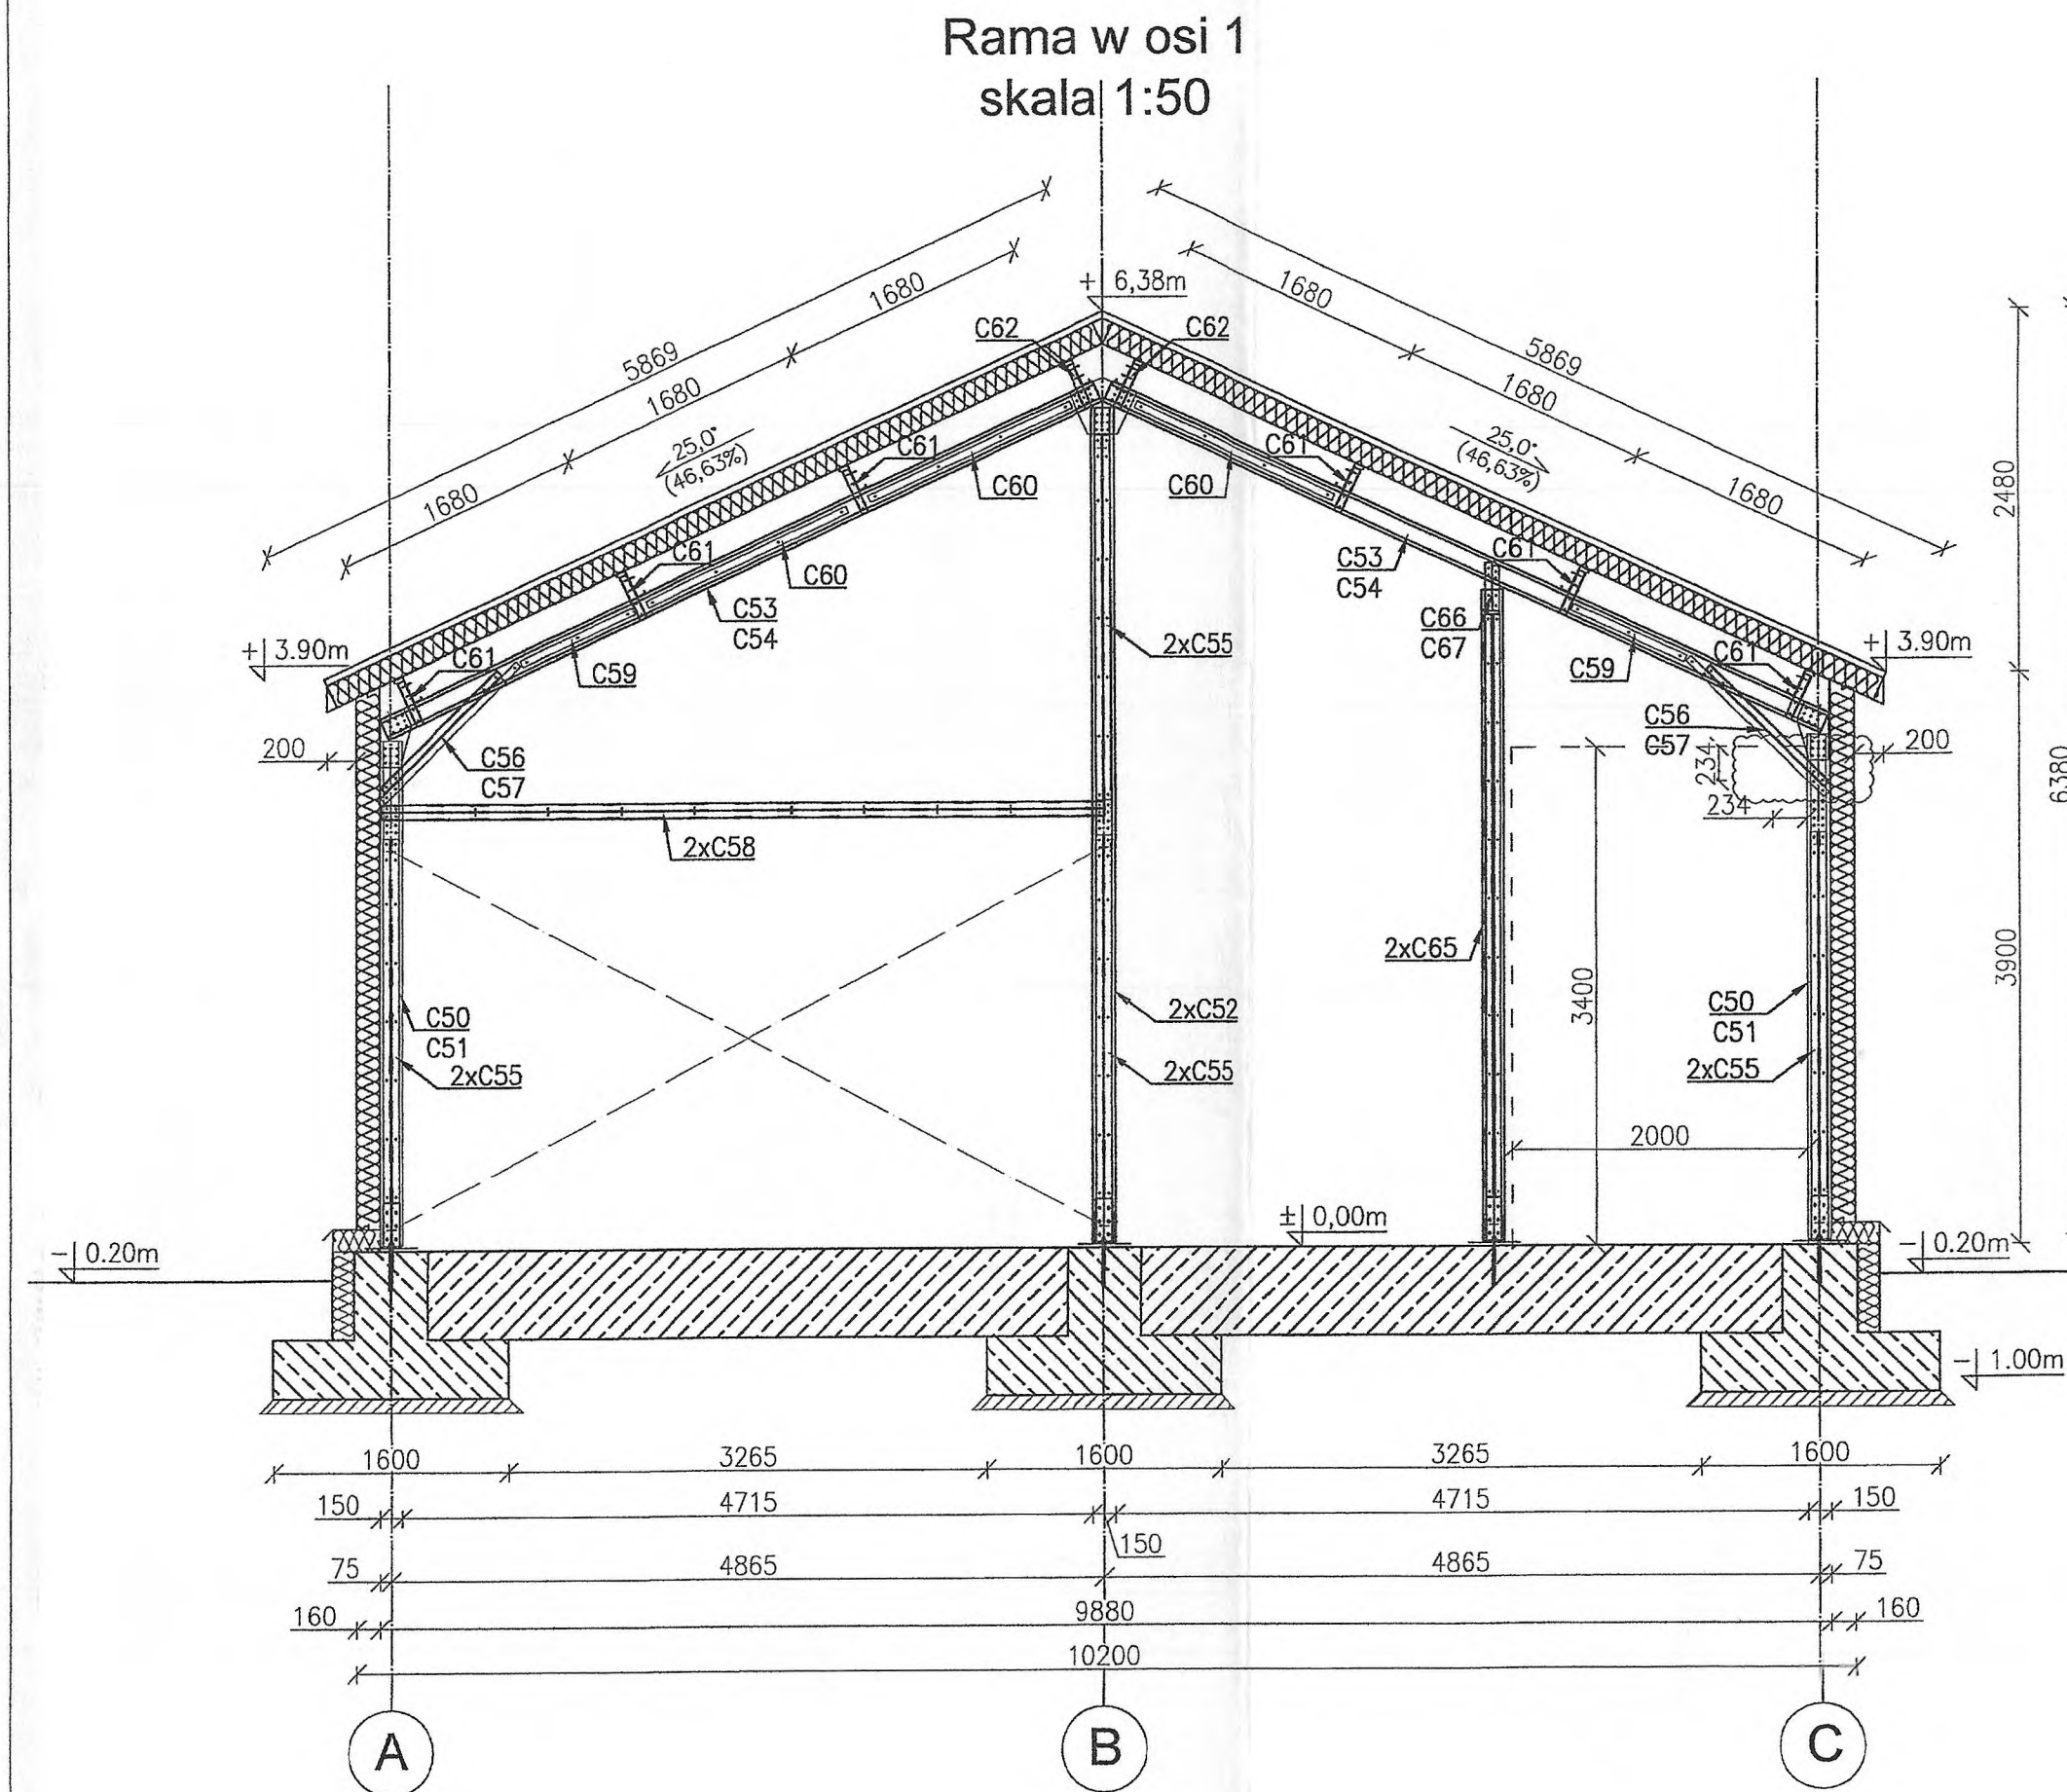 Rama w osi 1
skala 1:50
5869
1680
1680
1680
25,0°
(46,63%)
+ 6,38m
1680
5869
1680
1680
25,0°
(46,63%)
C62
C62
C61
C61
C60
C60
C60
C61
C61
C53
C54
C53
C54
C66
C67
2480
+ 3.90m
C61
C59
2xC55
C59
C61
+ 3.90m
200
C56
C57
C56
C57
234
200
234
6380
2xC58
2xC65
3400
3900
C50
C51
2xC55
2xC52
2xC55
C50
C51
2xC55
2000
± 0,00m
- 0.20m
- 0.20m
- 1.00m
1600 3265 1600 3265 1600
150 4715 4715 150
150
75 4865 4865 75
160 9880 160
10200
A B C